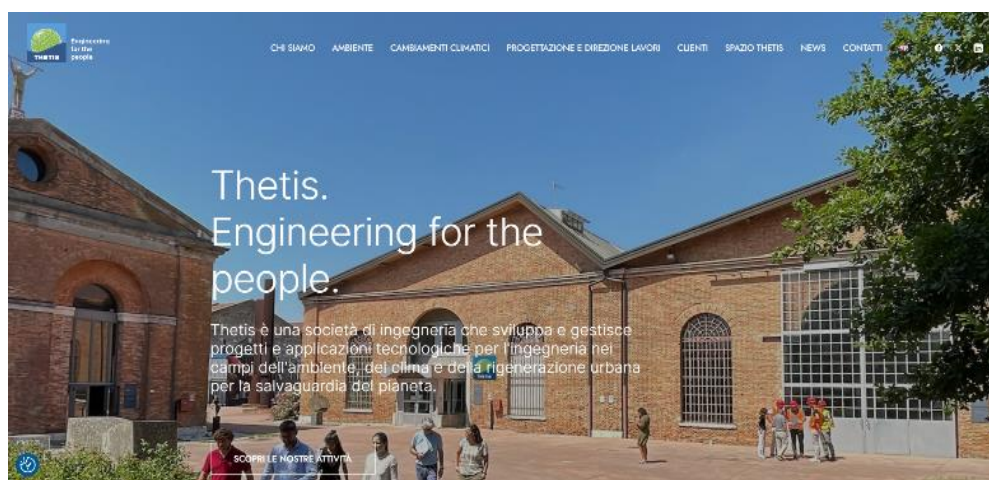 Engineering
for the
people
THETIS
CHI SIAMO AMBIENTE CAMBIAMENTI CLIMATICI PROGETTAZIONE E DIREZIONE LAVORI CLIENTI SPAZIO THETIS NEWS CONTATTI
Thetis.
Engineering for the
people.
Thetis è una società di ingegneria che sviluppa e gestisce
progetti e applicazioni tecnologiche per l'ingegneria nei
campi dell'ambiente, del clima e della rigenerazione urbana
per la salvaguardia del pianeta.
SCOPRI LE NOSTRE ATTIVITÀ